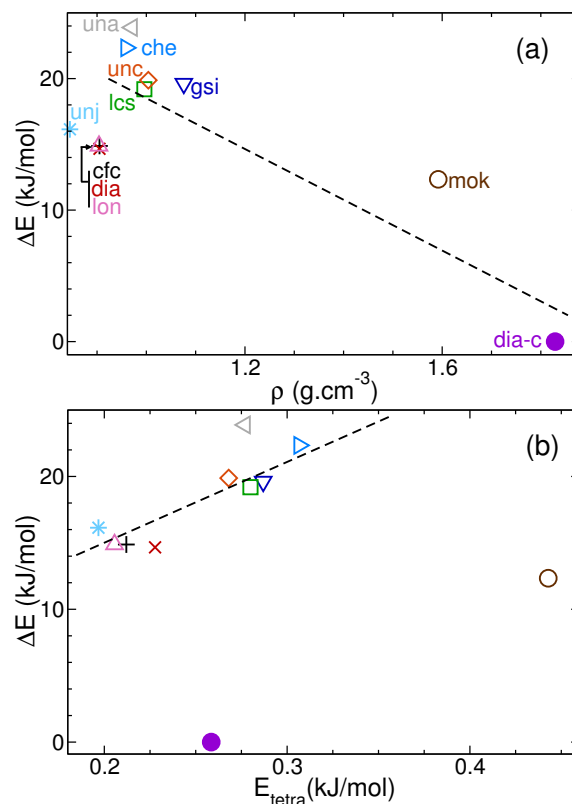 una
che
(a)
unc
gsi
lcs
unj
cfc
dia
lon
mok
dia-c
20
10
0
ΔE (kJ/mol)
1.2
1.6
ρ (g.cm⁻³)
(b)
20
10
0
ΔE (kJ/mol)
0.2
0.3
0.4
E_tetra(kJ/mol)